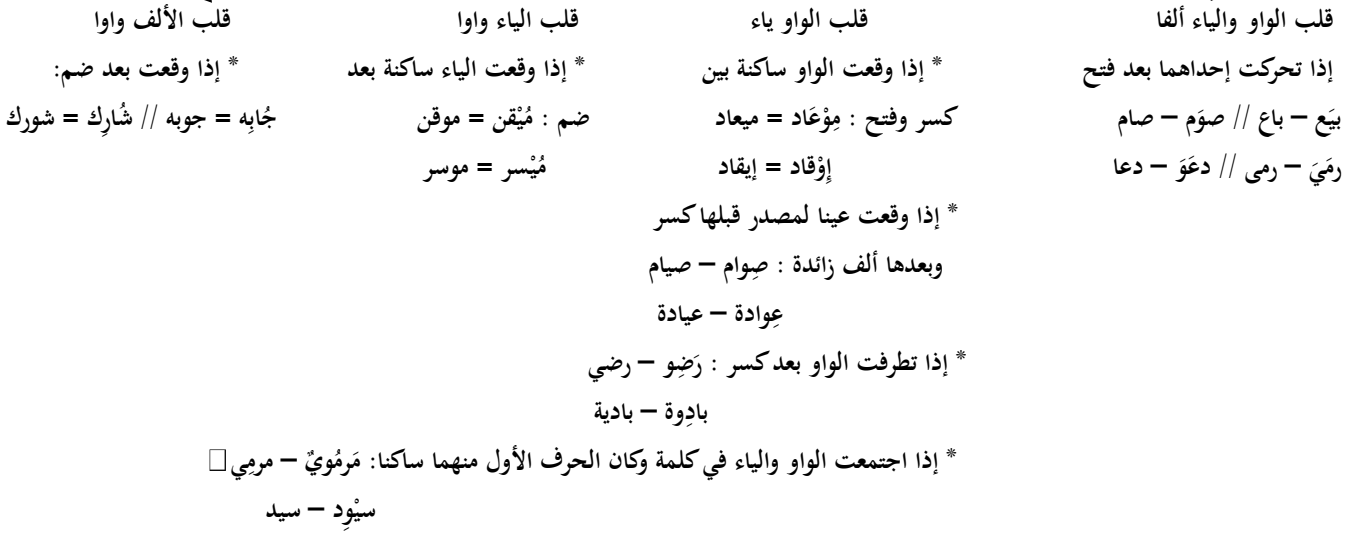 قلب الواو والياء ألفا قلب الواو ياء قلب الياء واوا قلب الألف واوا
إذا تحركت إحداهما بعد فتح * إذا وقعت الواو ساكنة بين * إذا وقعت الياء ساكنة بعد * إذا وقعت بعد ضم:
بيَع – باع // صوَم – صام كسر وفتح : مِوْعَاد = ميعاد ضم : مُيْقن = موقن جُابِه = جوبه // شُارِك = شورك
رمَيَ – رمى // دعَوَ – دعا إِوْقاد = إيقاد مُيْسر = موسر
* إذا وقعت عينا لمصدر قبلها كسر
وبعدها ألف زائدة : صِوام – صيام
عِوادة – عيادة
* إذا تطرفت الواو بعد كسر : رَضِو – رضي
بادِوة – بادية
* إذا اجتمعت الواو والياء في كلمة وكان الحرف الأول منهما ساكنا: مَرمُويٌ – مرمِي
سيْوِد – سيد